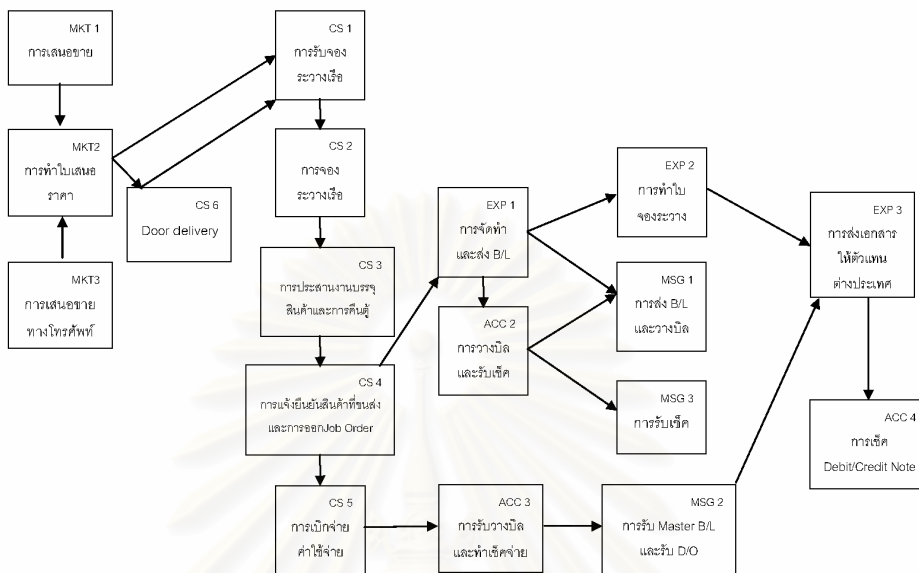 MKT 1
การเสนอขาย
MKT2
การทำใบเสนอ
ราคา
MKT3
การเสนอขาย
ทางโทรศัพท์
CS 6
Door delivery
CS 1
การรับจอง
ระวางเรือ
CS 2
การจอง
ระวางเรือ
CS 3
การประสานงานบรรจุ
สินค้าและการคืนตู้
CS 4
การแจ้งยืนยันสินค้าที่ขนส่ง
และการออกJob Order
CS 5
การเบิกจ่าย
ค่าใช้จ่าย
EXP 1
การจัดทำ
และส่ง B/L
ACC 2
การวางบิล
และรับเช็ค
ACC 3
การรับวางบิล
และทำเช็คจ่าย
EXP 2
การทำใบ
จองระวาง
MSG 1
การส่ง B/L
และวางบิล
MSG 3
การรับเช็ค
MSG 2
การรับ Master B/L
และรับ D/O
EXP 3
การส่งเอกสาร
ให้ตัวแทน
ต่างประเทศ
ACC 4
การเช็ค
Debit/Credit Note